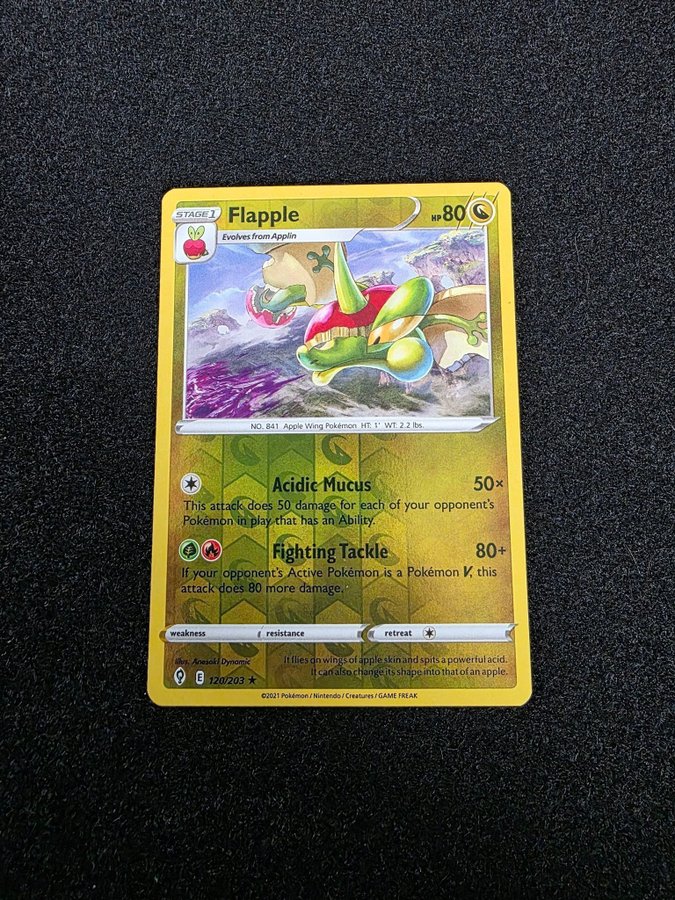 STAGE 1
Flapple
HP 80
Evolves from Applin
NO. 841 Apple Wing Pokémon HT: 1' WT: 2.2 lbs.
Acidic Mucus 50×
This attack does 50 damage for each of your opponent's
Pokémon in play that has an Ability.
Fighting Tackle 80+
If your opponent's Active Pokémon is a Pokémon V, this
attack does 80 more damage.
weakness resistance retreat
Illus. Anesaki Dynamic
It flies on wings of apple skin and spits a powerful acid.
It can also change its shape into that of an apple.
E 120/203 ★
©2021 Pokémon / Nintendo / Creatures / GAME FREAK